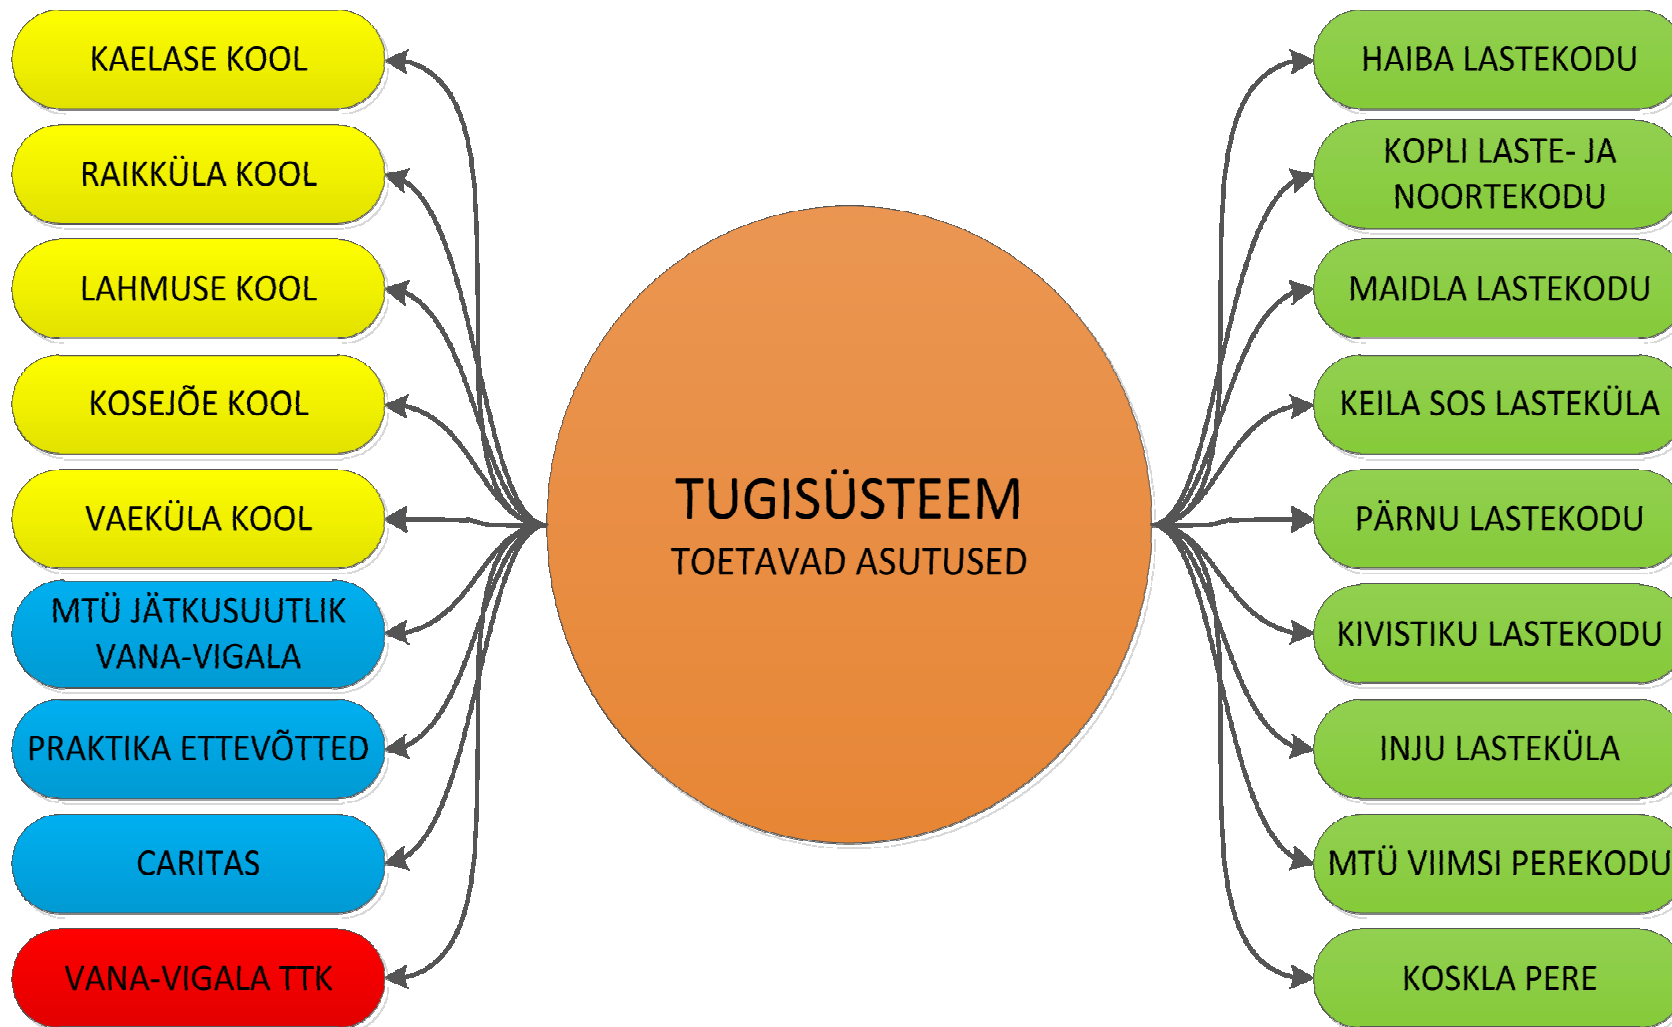 KAELASE KOOL
RAIKKÜLA KOOL
LAHMUSE KOOL
KOSEJÕE KOOL
VAEKÜLA KOOL
MTÜ JÄTKUSUUTLIK
VANA-VIGALA
PRAKTIKA ETTEVÕTTED
CARITAS
VANA-VIGALA TTK
TUGISÜSTEEM
TOETAVAD ASUTUSED
HAIBA LASTEKODU
KOPLI LASTE- JA
NOORTEKODU
MAIDLA LASTEKODU
KEILA SOS LASTEKÜLA
PÄRNU LASTEKODU
KIVISTIKU LASTEKODU
INJU LASTEKÜLA
MTÜ VIIMSI PEREKODU
KOSKLA PERE